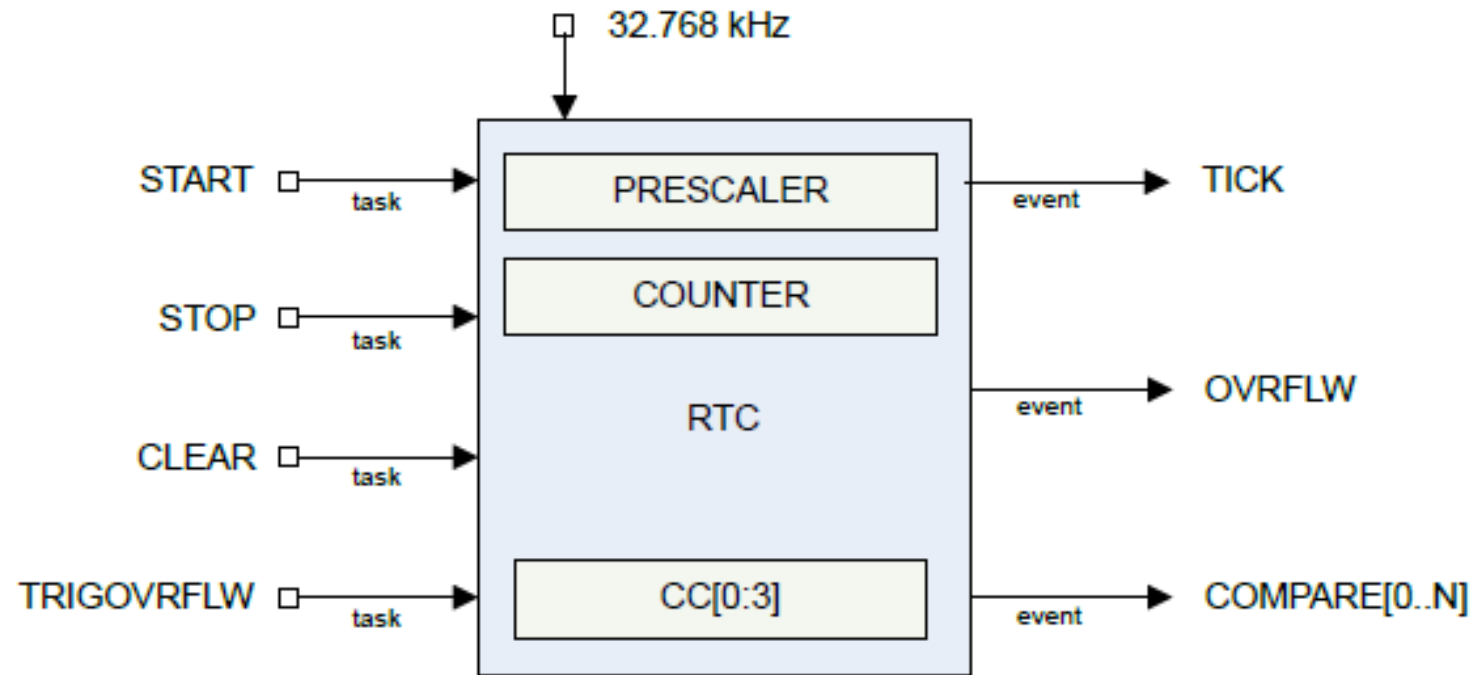 32.768 kHz
START
task
PRESCALER
event
TICK
STOP
task
COUNTER
RTC
event
OVRFLW
CLEAR
task
TRIGOVRFLW
task
CC[0:3]
event
COMPARE[0..N]